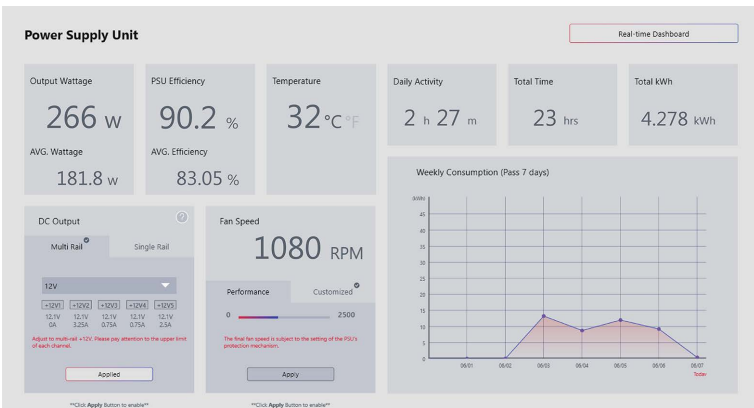 Power Supply Unit
Real-time Dashboard
Output Wattage
266 W
AVG. Wattage
181.8 w
PSU Efficiency
90.2 %
AVG. Efficiency
83.05 %
Temperature
32 °C °F
Daily Activity
2 h 27 m
Total Time
23 hrs
Total kWh
4.278 kWh
DC Output
?
Multi Rail
Single Rail
12V
+12V1 +12V2 +12V3 +12V4 +12V5
12.1V 12.1V 12.1V 12.1V 12.1V
0A 3.25A 0.75A 0.75A 2.5A
Adjust to multi-rail +12V. Please pay attention to the upper limit
of each channel.
Applied
**Click Apply Button to enable**
Fan Speed
1080 RPM
Performance
Customized
0 2500
The final fan speed is subject to the setting of the PSU's
protection mechanism.
Apply
**Click Apply Button to enable**
Weekly Consumption (Pass 7 days)
(kWh)
45
40
35
30
25
20
15
10
5
0
06/01 06/02 06/03 06/04 06/05 06/06 06/07
Today